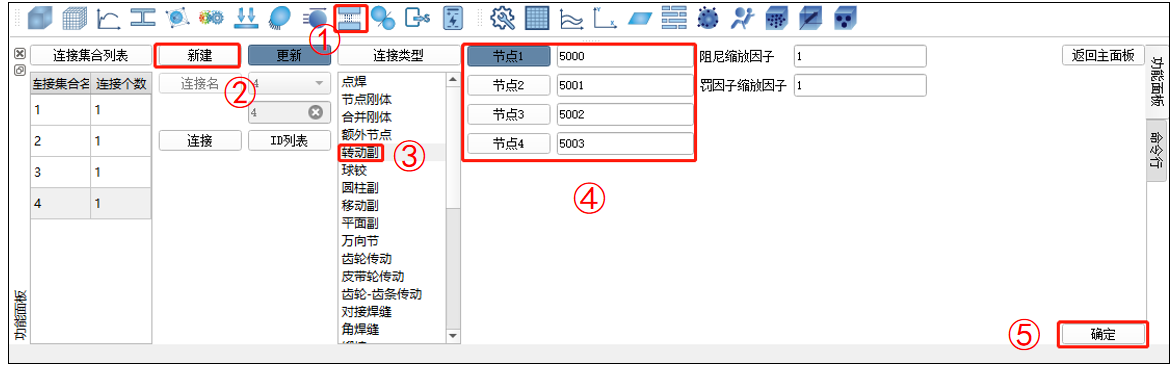 ①
连接集合列表
新建
更新
连接类型
连接集合名 连接个数
1 1
2 1
3 1
4 1
②
连接名
4
4
连接
ID列表
点焊
节点刚体
合并刚体
额外节点
转动副
球铰
圆柱副
移动副
平面副
万向节
齿轮传动
皮带轮传动
齿轮-齿条传动
对接焊缝
角焊缝
③
节点1 5000
节点2 5001
节点3 5002
节点4 5003
④
阻尼缩放因子 1
罚因子缩放因子 1
返回主面板
⑤
确定
功能面板
功能面板
命令行